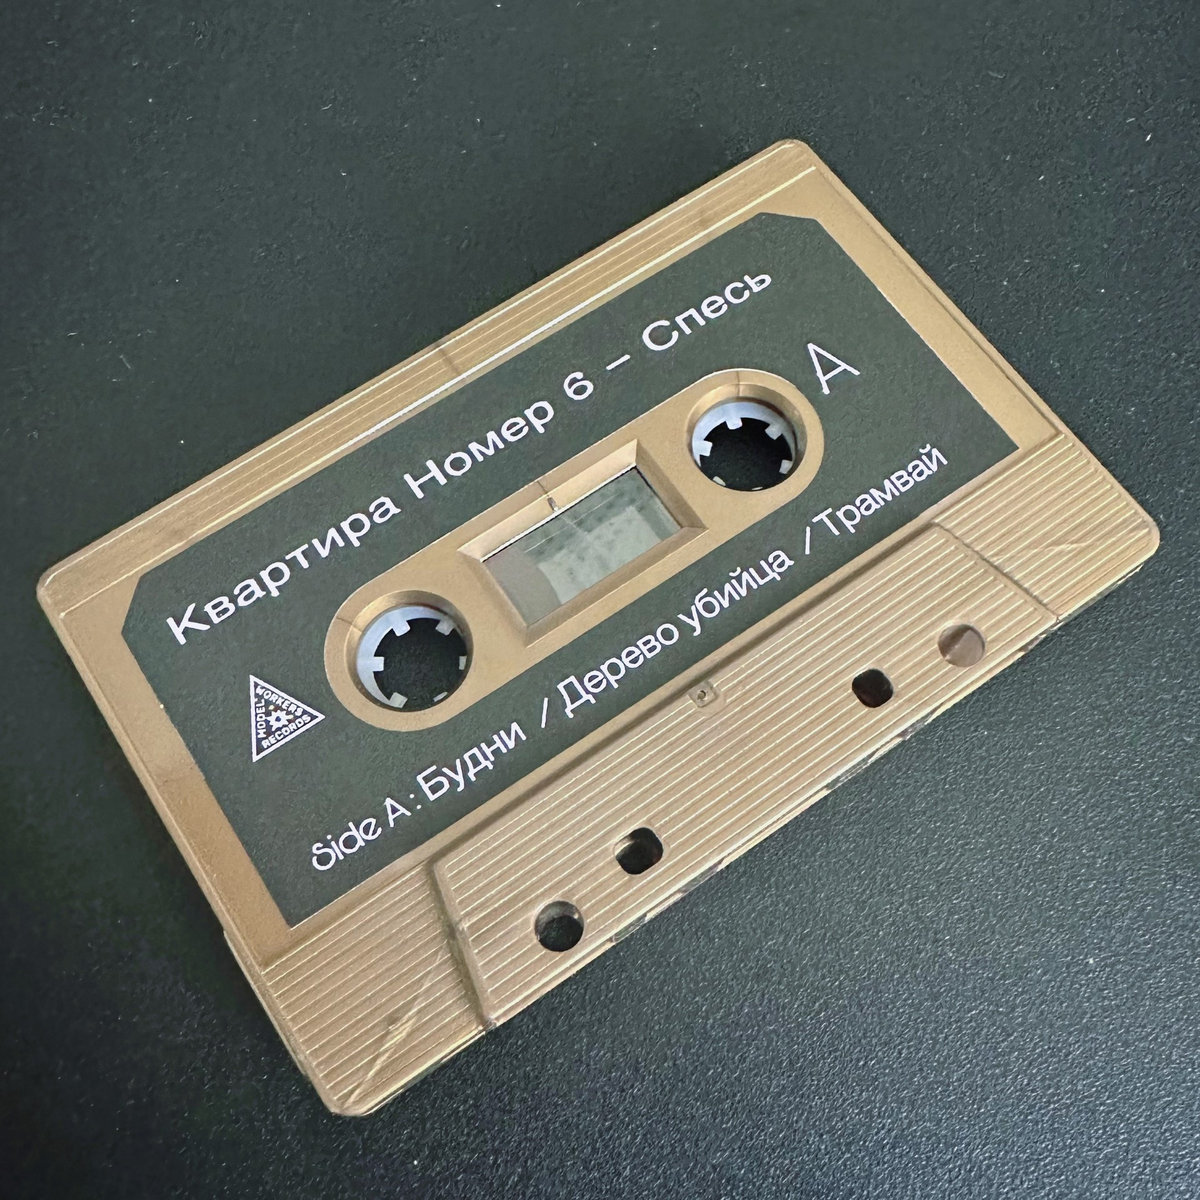 Квартира Номер 6 – Спесь
A
MODEL WORKERS RECORDS
Side A: Будни / Дерево убийца / Трамвай